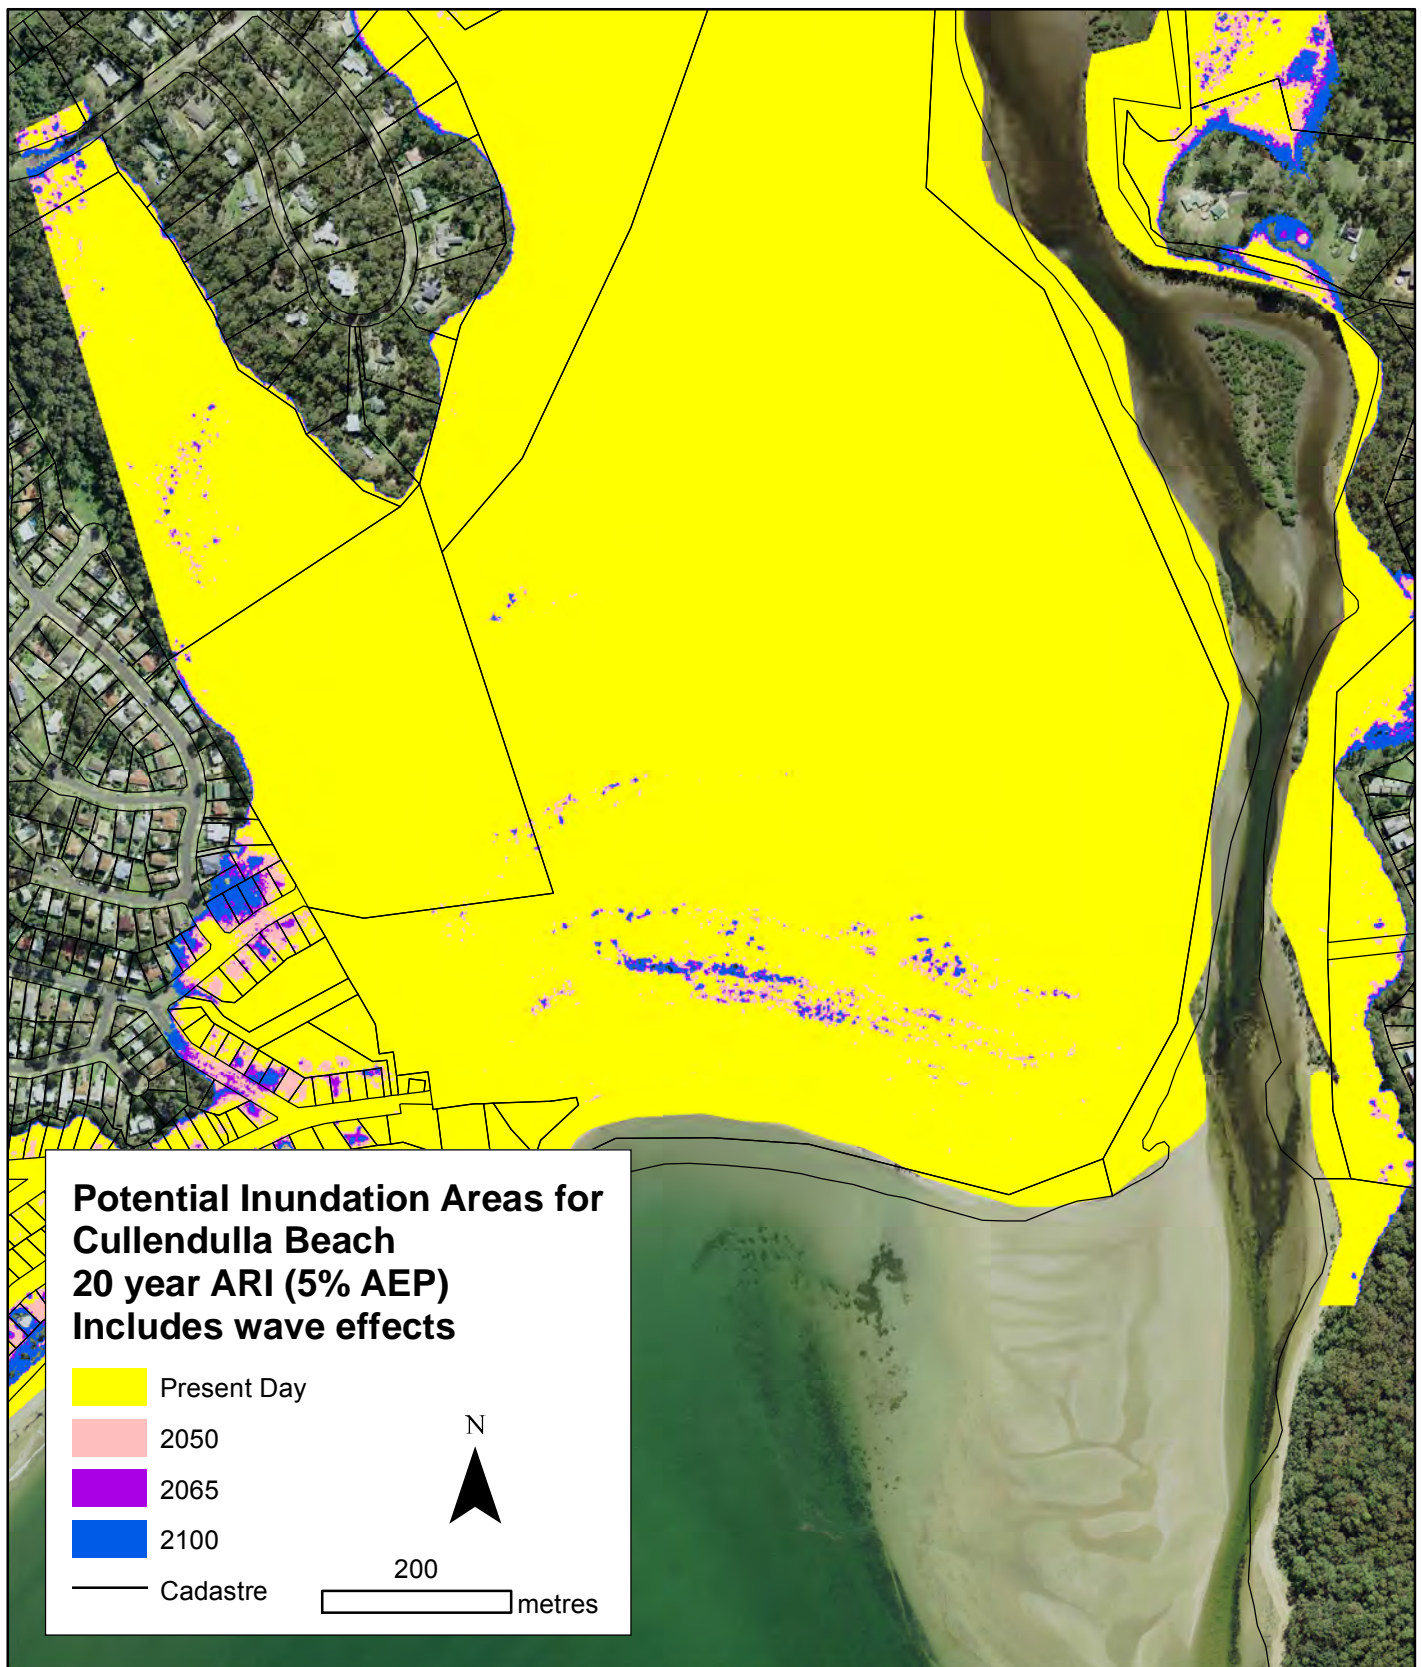 Potential Inundation Areas for
Cullendulla Beach
20 year ARI (5% AEP)
Includes wave effects
Present Day
2050
2065
2100
Cadastre
N
200
metres